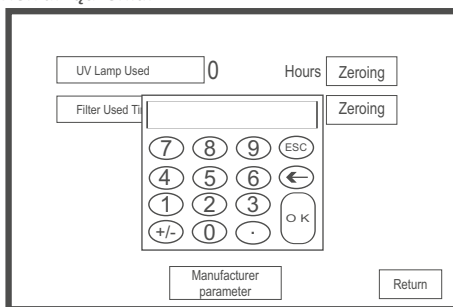 UV Lamp Used 0 Hours Zeroing
Filter Used Zeroing
7 8 9 ESC
4 5 6 ←
1 2 3 OK
+/- 0 .
Manufacturer
parameter
Return